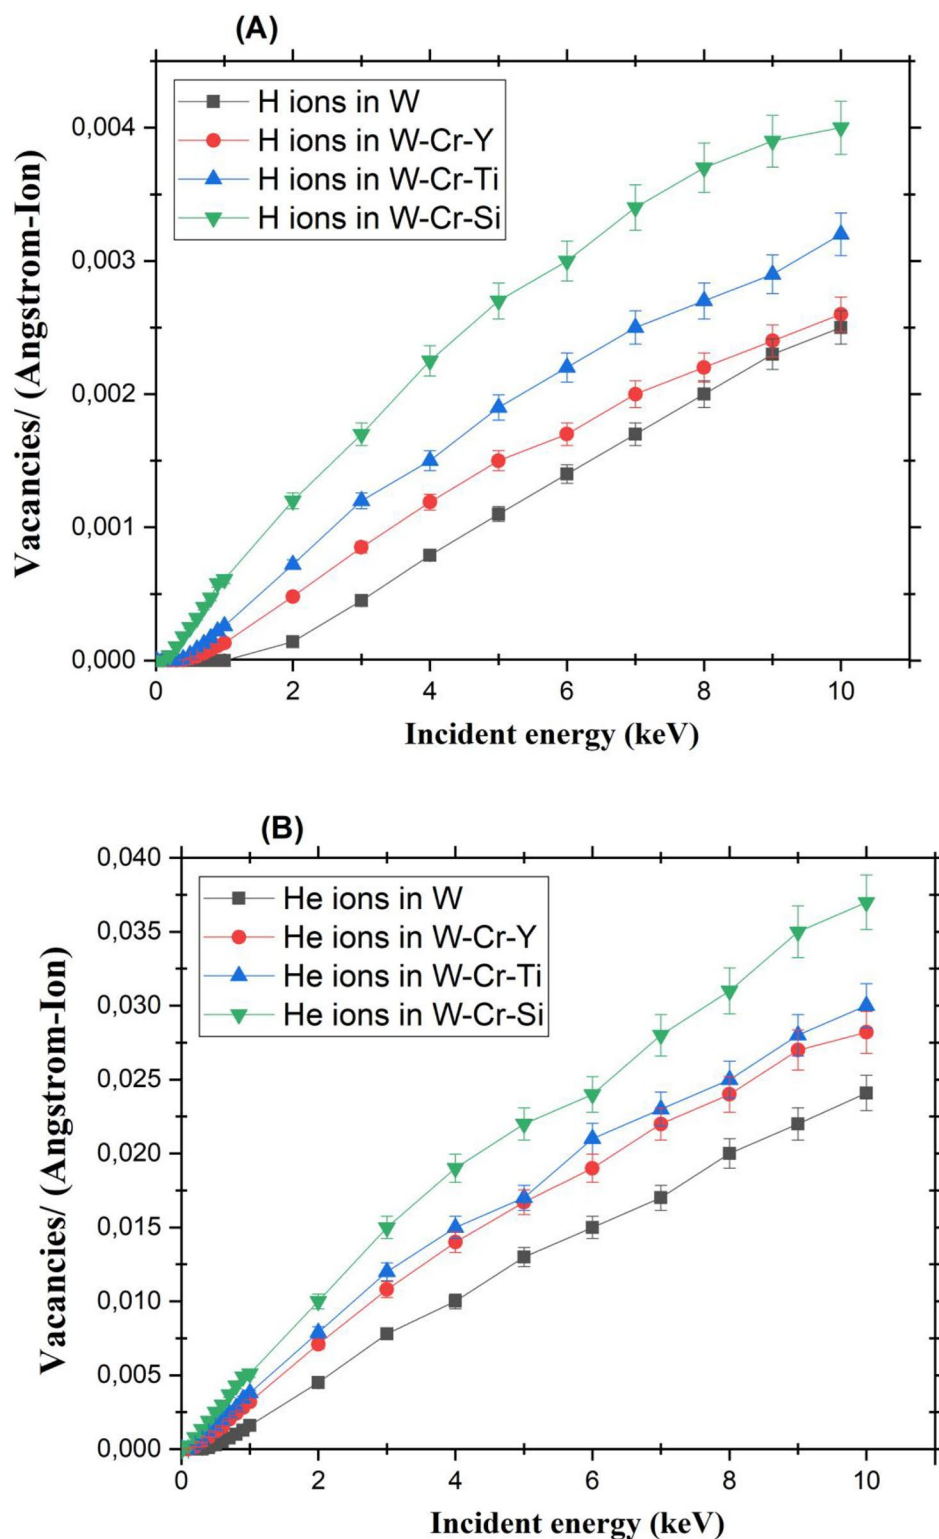 (A)
H ions in W
H ions in W-Cr-Y
H ions in W-Cr-Ti
H ions in W-Cr-Si
0,004
0,003
0,002
0,001
0,000
Vacancies/ (Angstrom-Ion)
0 2 4 6 8 10
Incident energy (keV)
(B)
He ions in W
He ions in W-Cr-Y
He ions in W-Cr-Ti
He ions in W-Cr-Si
0,040
0,035
0,030
0,025
0,020
0,015
0,010
0,005
0,000
Vacancies/ (Angstrom-Ion)
0 2 4 6 8 10
Incident energy (keV)